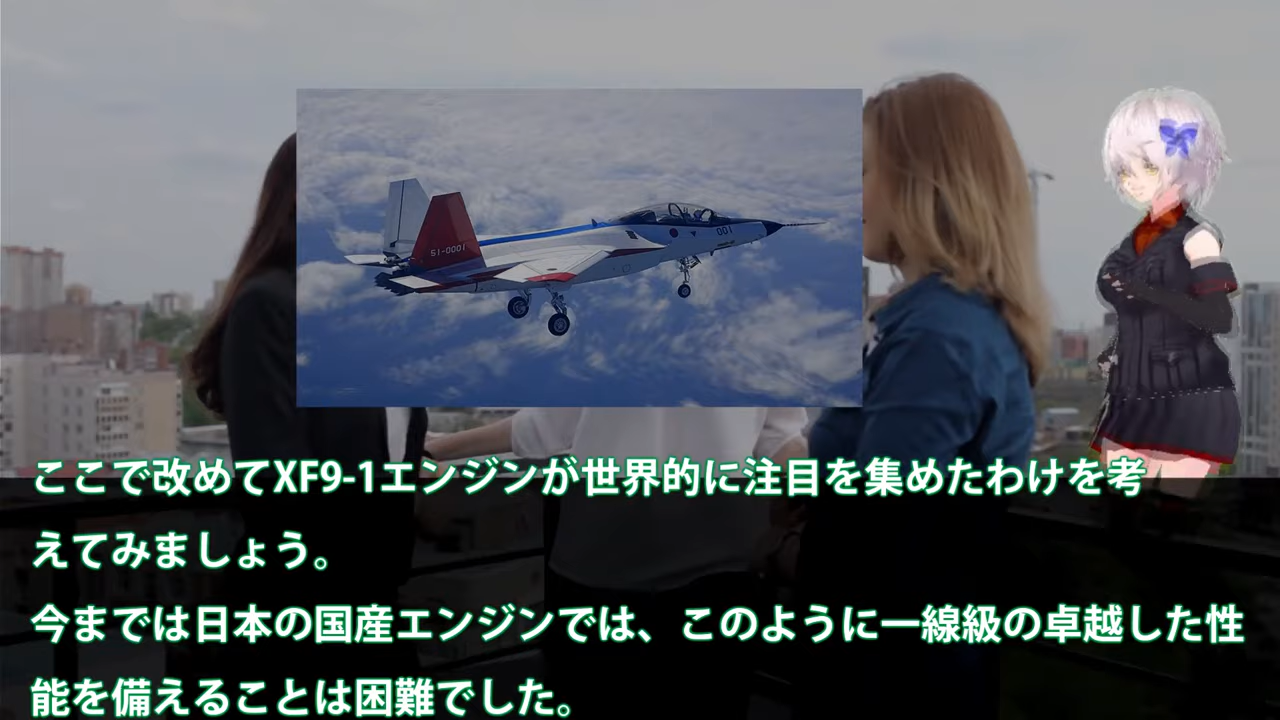 001
51-0001
ここで改めてXF9-1エンジンが世界的に注目を集めたわけを考
えてみましょう。
今までは日本の国産エンジンでは、このように一線級の卓越した性
能を備えることは困難でした。